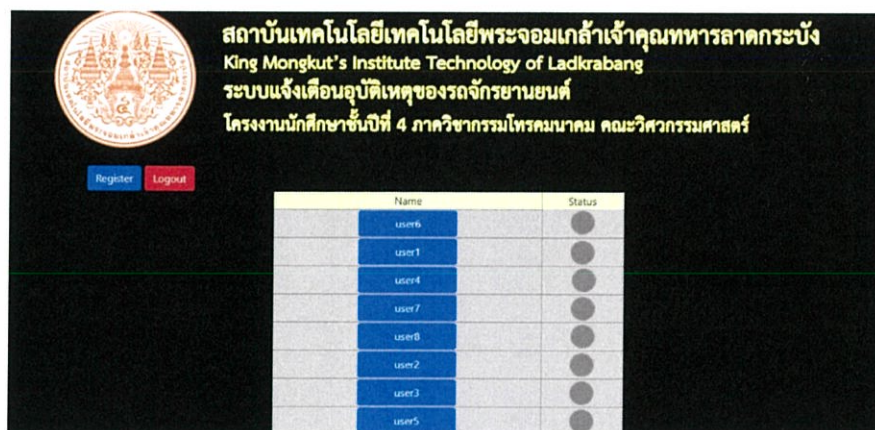 สถาบันเทคโนโลยีเทคโนโลยีพระจอมเกล้าเจ้าคุณทหารลาดกระบัง
King Mongkut's Institute Technology of Ladkrabang
ระบบแจ้งเตือนอุบัติเหตุของรถจักรยานยนต์
โครงงานนักศึกษาชั้นปีที่ 4 ภาควิชากรรมโทรคมนาคม คณะวิศวกรรมศาสตร์
Register Logout
Name Status
user6
user1
user4
user7
user8
user2
user3
user5